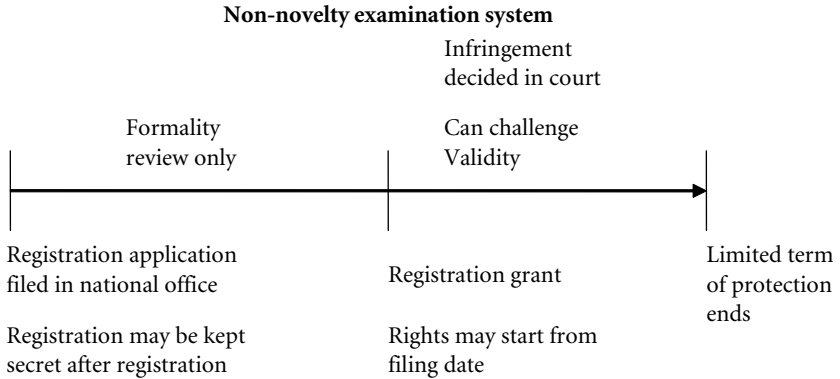 Non-novelty examination system
Infringement
decided in court
Formality
review only
Can challenge
Validity
Registration application
filed in national office
Registration may be kept
secret after registration
Registration grant
Rights may start from
filing date
Limited term
of protection
ends